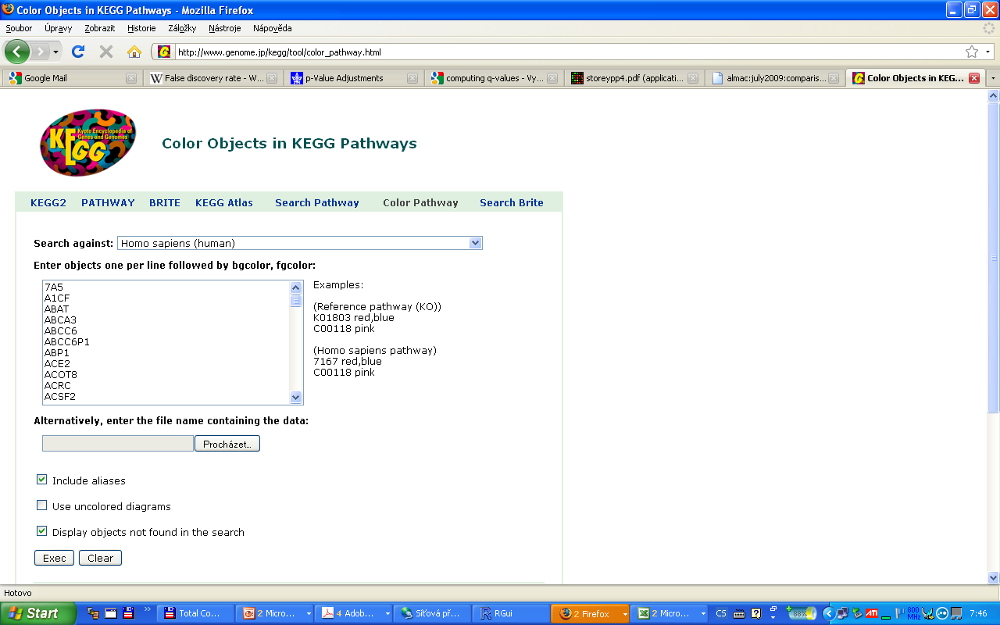 Color Objects in KEGG Pathways - Mozilla Firefox
Soubor Úpravy Zobrazit Historie Záložky Nástroje Nápověda
http://www.genome.jp/kegg/tool/color_pathway.html
Google Mail False discovery rate - W... p-Value Adjustments computing q-values - Vy... storeypp4.pdf (applicati... almac:july2009:comparis... Color Objects in KEG...
KEGG
Kyoto Encyclopedia of
Genes and Genomes
Color Objects in KEGG Pathways
KEGG2 PATHWAY BRITE KEGG Atlas Search Pathway Color Pathway Search Brite
Search against: Homo sapiens (human)
Enter objects one per line followed by bgcolor, fgcolor:
7A5
A1CF
ABAT
ABCA3
ABCC6
ABCC6P1
ABP1
ACE2
ACOT8
ACRC
ACSF2
Examples:
(Reference pathway (KO))
K01803 red,blue
C00118 pink
(Homo sapiens pathway)
7167 red,blue
C00118 pink
Alternatively, enter the file name containing the data:
Procházet...
Include aliases
Use uncolored diagrams
Display objects not found in the search
Exec Clear
Hotovo
Start Total Co... 2 Micro... 4 Adob... Síťová př... RGui 2 Firefox 2 Micro... CS 88% ATI 800 MHz 7:46